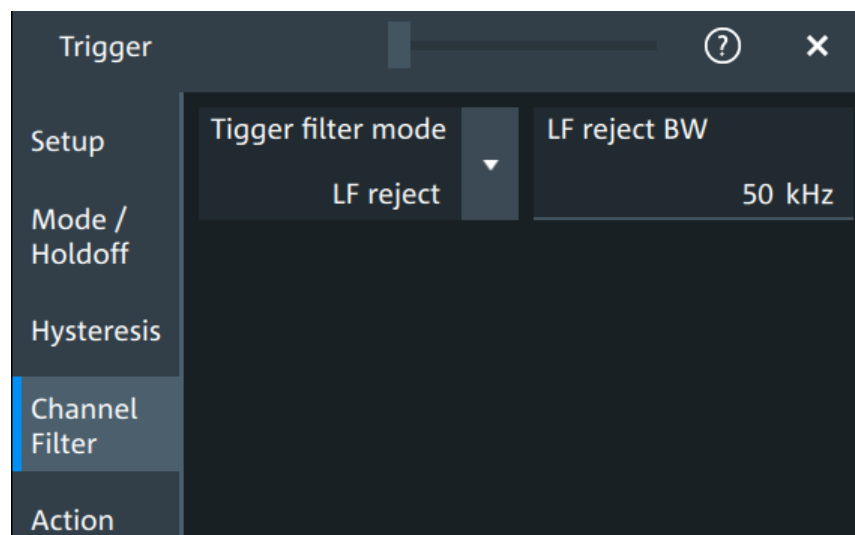 Trigger
?
×
Setup
Mode /
Holdoff
Hysteresis
Channel
Filter
Action
Tigger filter mode
LF reject
LF reject BW
50 kHz